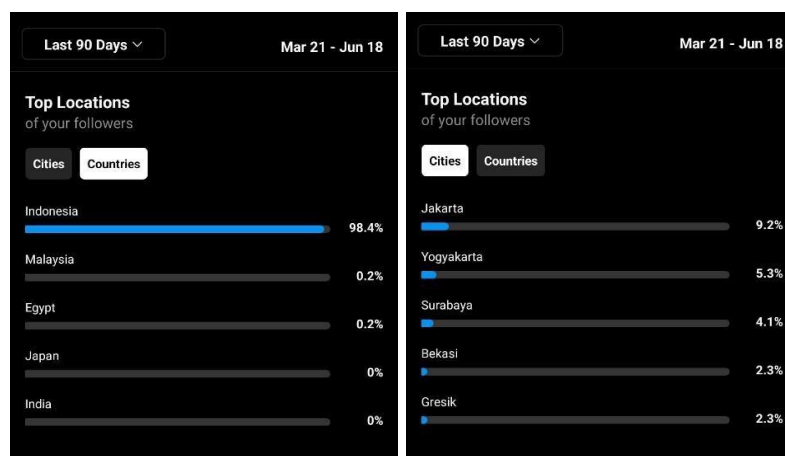 Last 90 Days
Mar 21 - Jun 18
Top Locations
of your followers
Cities Countries
Indonesia
98.4%
Malaysia
0.2%
Egypt
0.2%
Japan
0%
India
0%
Last 90 Days
Mar 21 - Jun 18
Top Locations
of your followers
Cities Countries
Jakarta
9.2%
Yogyakarta
5.3%
Surabaya
4.1%
Bekasi
2.3%
Gresik
2.3%